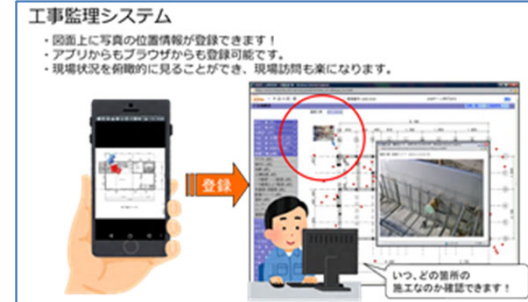 工事監理システム
・図面上に写真の位置情報が登録できます！
・アプリからもブラウザからも登録可能です。
・現場状況を俯瞰的に見ることができ、現場訪問も楽になります。
登録
いつ、どの箇所の
施工なのか確認できます！